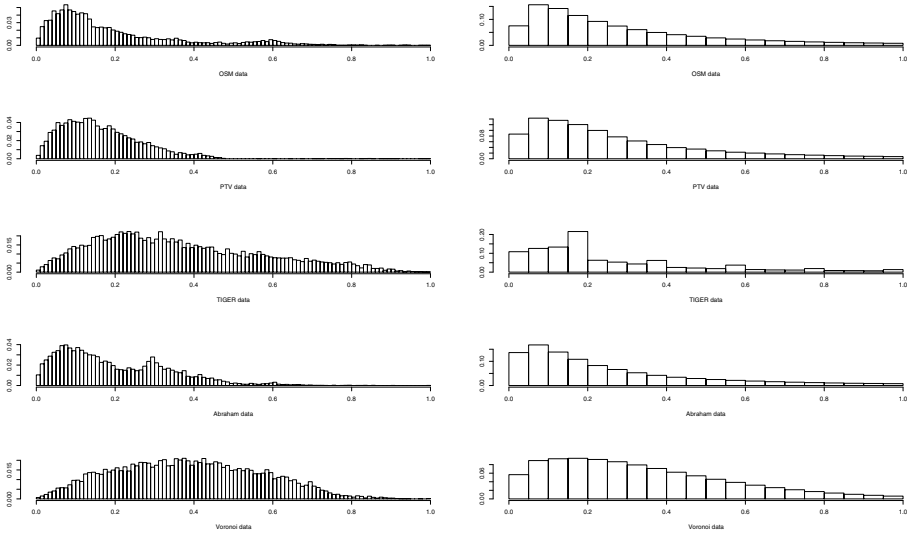 0.00 0.03
0.0 0.2 0.4 0.6 0.8 1.0
OSM data
0.00 0.10
0.0 0.2 0.4 0.6 0.8 1.0
OSM data
0.00 0.02 0.04
0.0 0.2 0.4 0.6 0.8 1.0
PTV data
0.00 0.08
0.0 0.2 0.4 0.6 0.8 1.0
PTV data
0.000 0.015
0.0 0.2 0.4 0.6 0.8 1.0
TIGER data
0.00 0.10 0.20
0.0 0.2 0.4 0.6 0.8 1.0
TIGER data
0.00 0.02 0.04
0.0 0.2 0.4 0.6 0.8 1.0
Abraham data
0.00 0.10
0.0 0.2 0.4 0.6 0.8 1.0
Abraham data
0.000 0.015
0.0 0.2 0.4 0.6 0.8 1.0
Voronoi data
0.00 0.06
0.0 0.2 0.4 0.6 0.8 1.0
Voronoi data